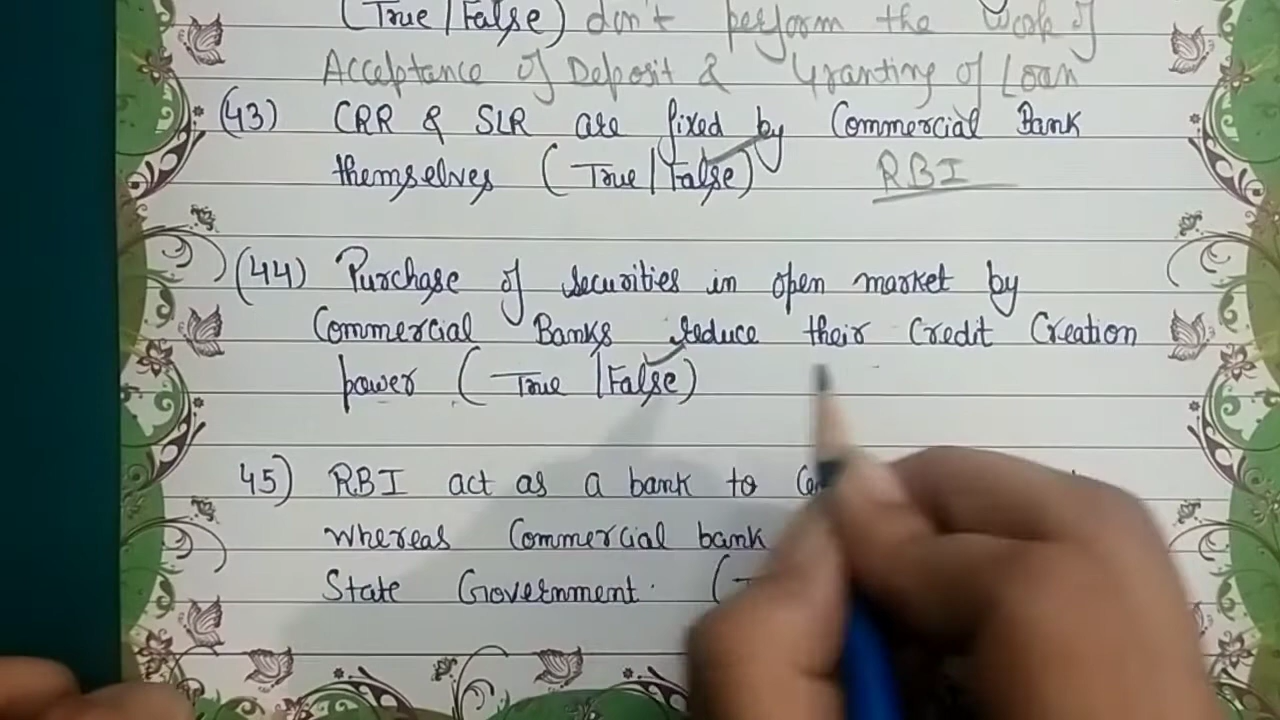 (True/False) don't perform the Work of
Acceptance of Deposit & Granting of Loan
(43) CRR & SLR are fixed by Commercial Bank
themselves (True/False) RBI
(44) Purchase of securities in open market by
Commercial Banks reduce their Credit Creation
power (True/False)
45) RBI act as a bank to
whereas Commercial bank
State Government. (